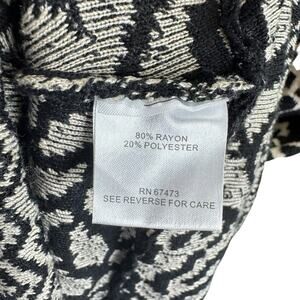 80% RAYON
20% POLYESTER
RN 67473
SEE REVERSE FOR CARE